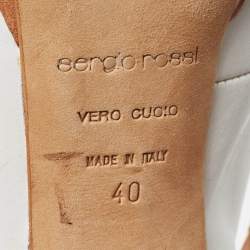 sergio rossi
VERO CUOIO
MADE IN ITALY
40